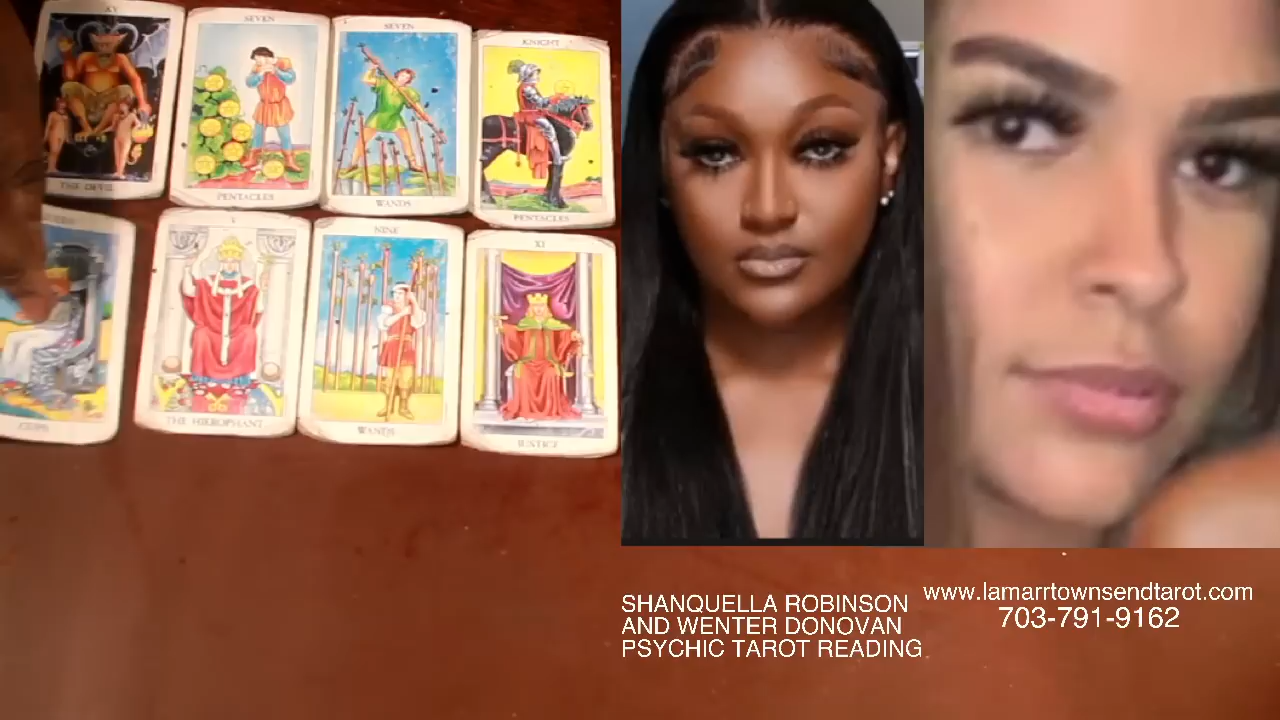 XV
SEVEN
SEVEN
KNIGHT
THE DEVIL
PENTACLES
WANDS
PENTACLES
V
NINE
XI
CUPS
THE HIEROPHANT
WANDS
JUSTICE
SHANQUELLA ROBINSON
AND WENTER DONOVAN
PSYCHIC TAROT READING
www.lamarrtownsendtarot.com
703-791-9162